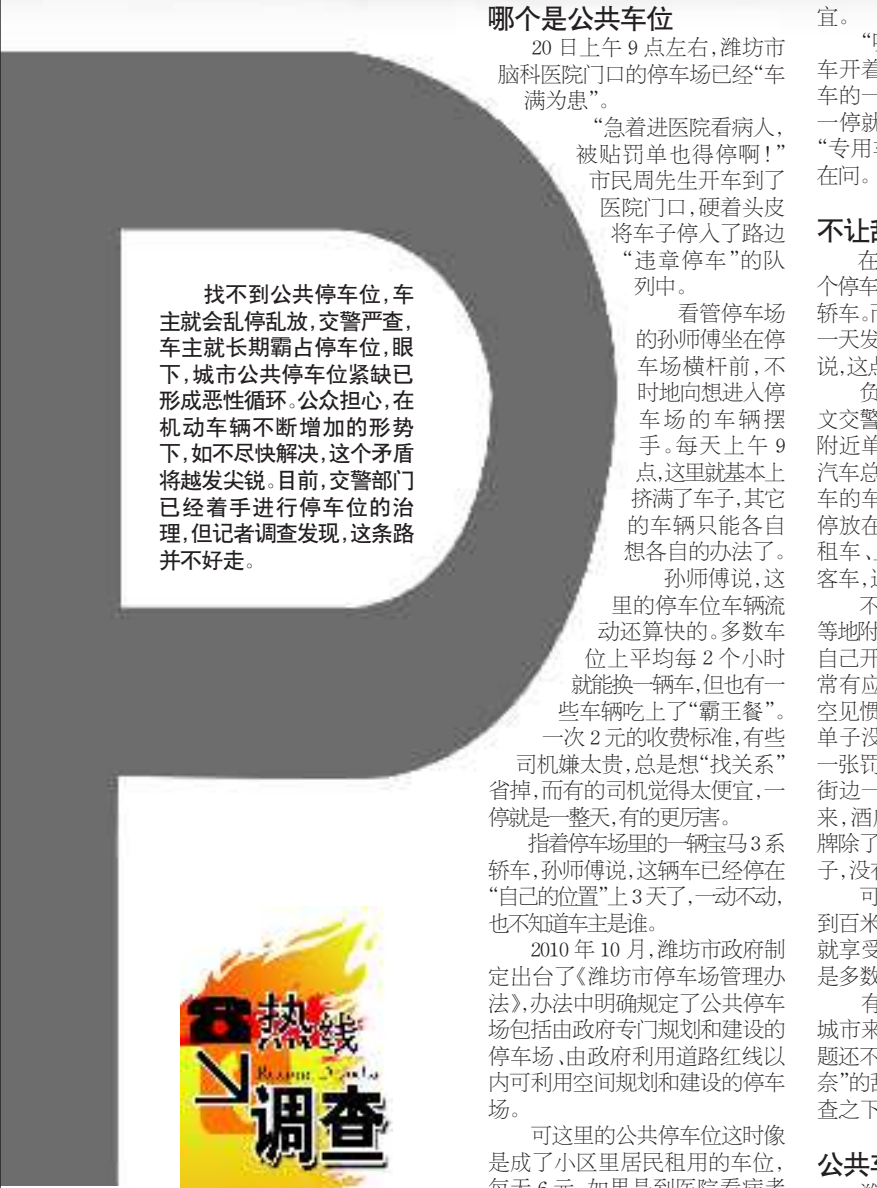 找不到公共停车位,车
主就会乱停乱放,交警严查,
车主就长期霸占停车位,眼
下,城市公共停车位紧缺已
形成恶性循环。公众担心,在
机动车辆不断增加的形势
下,如不尽快解决,这个矛盾
将越发尖锐。目前,交警部门
已经着手进行停车位的治
理,但记者调查发现,这条路
并不好走。
热线
调查
哪个是公共车位
20日上午9点左右,潍坊市
脑科医院门口的停车场已经“车
满为患”。
“急着进医院看病人,
被贴罚单也得停啊!”
市民周先生开车到了
医院门口,硬着头皮
将车子停入了路边
“违章停车”的队
列中。
看管停车场
的孙师傅坐在停
车场横杆前,不
时地向想进入停
车场的车辆摆
手。每天上午9
点,这里就基本上
挤满了车子,其它
的车辆只能各自
想各自的办法了。
孙师傅说,这
里的停车位车辆流
动还算快的。多数车
位上平均每2个小时
就能换一辆车,但也有一
些车辆吃上了“霸王餐”。
一次2元的收费标准,有些
司机嫌太贵,总是想“找关系”
省掉,而有的司机觉得太便宜,一
停就是一整天,有的更厉害。
指着停车场里的一辆宝马3系
轿车,孙师傅说,这辆车已经停在
“自己的位置”上3天了,一动不动,
也不知道车主是谁。
2010年10月,潍坊市政府制
定出台了《潍坊市停车场管理办
法》,办法中明确规定了公共停车
场包括由政府专门规划和建设的
停车场、由政府利用道路红线以
内可利用空间规划和建设的停车
场。
可这里的公共停车位这时像
是成了小区里居民租用的车位,
每天6元,如果是到医院看病者
宜。
车开着
车的一
一停就
“专用车
在问。
不让乱
在
个停车
轿车。而
一天发
说,这点
负
文交警
附近单
汽车总
车的车
停放在
租车、
客车,这
不
等地附
自己开
常有应
空见惯
单子没
一张罚
街边一
来,酒店
牌除了
子,没有
可
到百米
就享受
是多数
有
城市来
题还不
奈”的乱
查之下
公共车